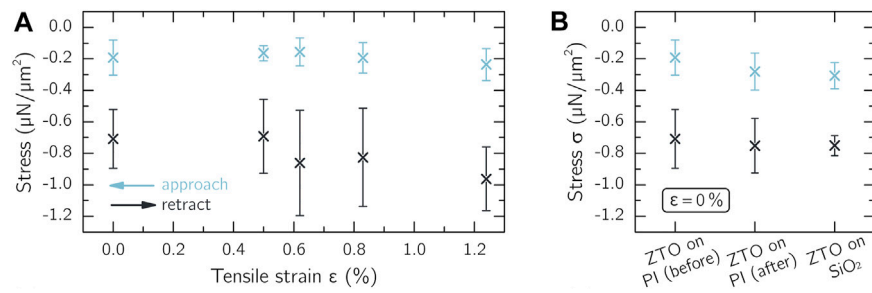 A
Stress (μN/μm²)
0.0
-0.2
-0.4
-0.6
-0.8
-1.0
-1.2
approach
retract
0.0 0.2 0.4 0.6 0.8 1.0 1.2
Tensile strain ε (%)
B
Stress σ (μN/μm²)
0.0
-0.2
-0.4
-0.6
-0.8
-1.0
-1.2
ε = 0 %
ZTO on
PI (before)
ZTO on
PI (after)
ZTO on
SiO₂